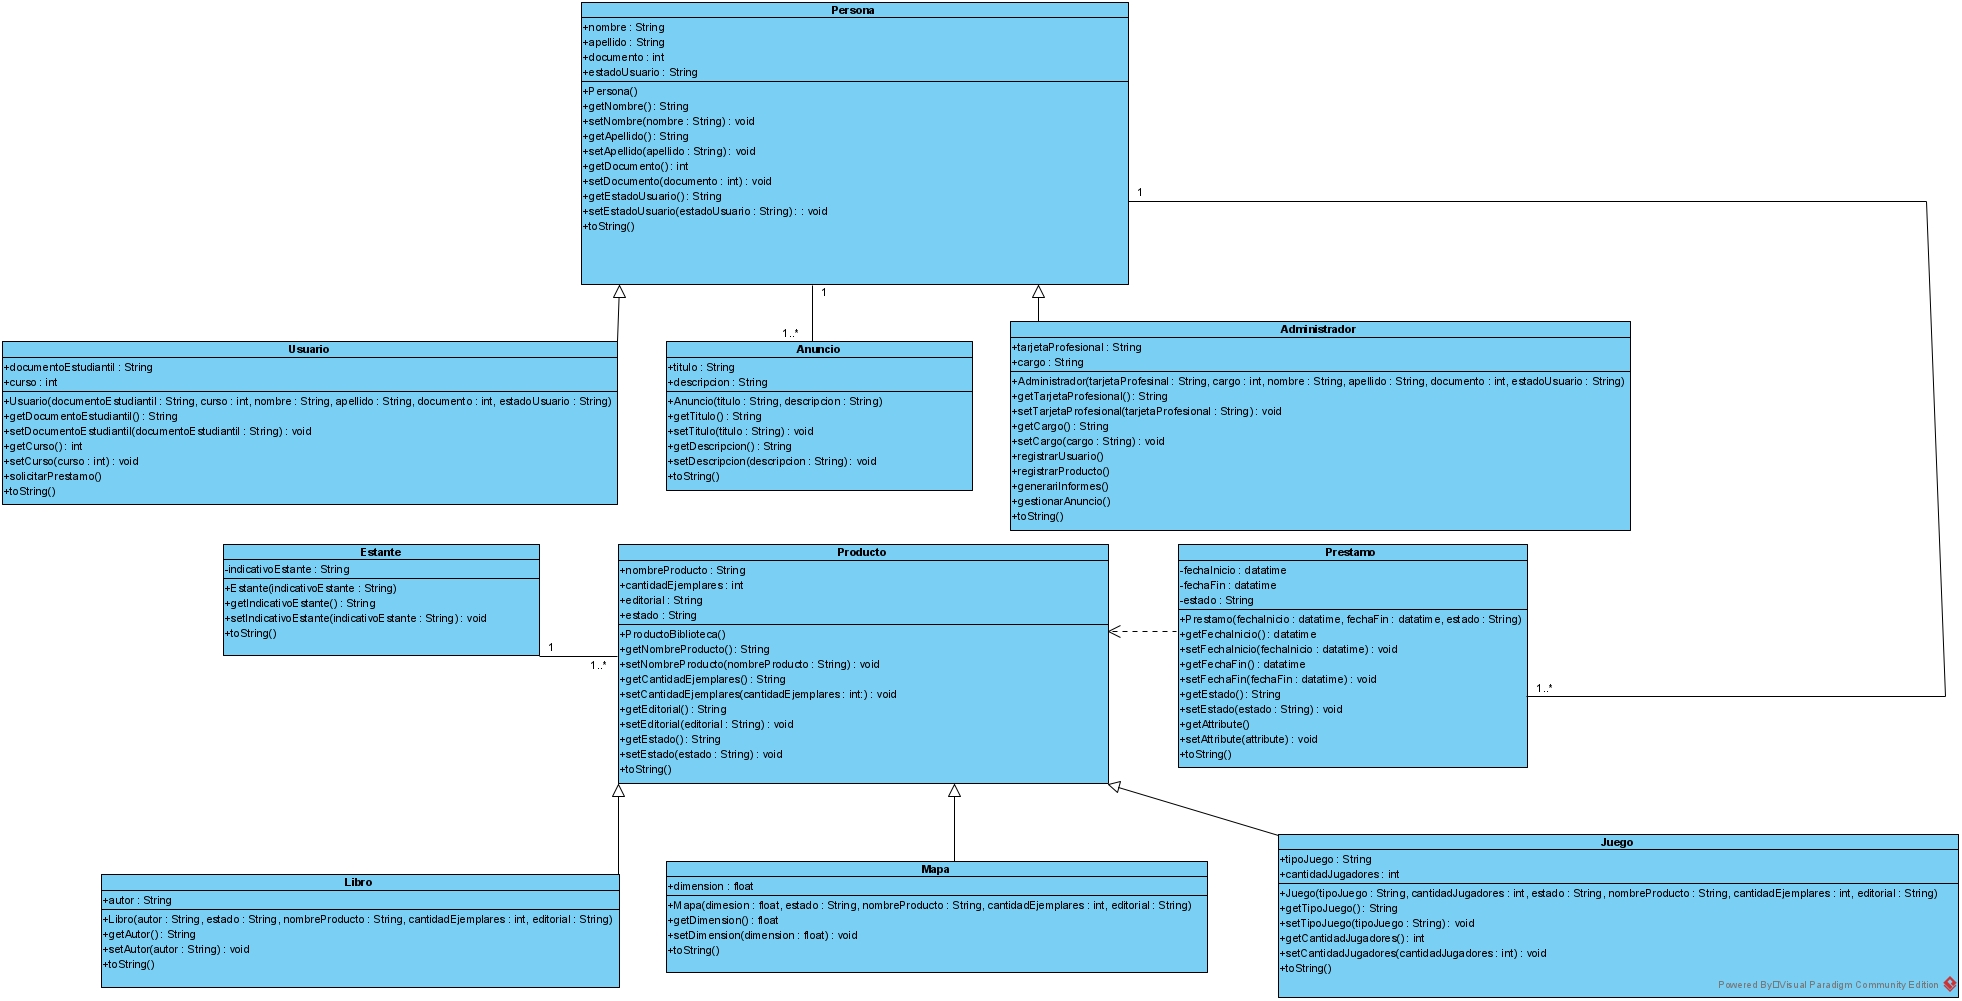 Persona
+nombre : String
+apellido : String
+documento : int
+estadoUsuario : String
+Persona()
+getNombre() : String
+setNombre(nombre : String) : void
+getApellido() : String
+setApellido(apellido : String) : void
+getDocumento() : int
+setDocumento(documento : int) : void
+getEstadoUsuario() : String
+setEstadoUsuario(estadoUsuario : String) : : void
+toString()
1
1
1..*
Usuario
+documentoEstudiantil : String
+curso : int
+Usuario(documentoEstudiantil : String, curso : int, nombre : String, apellido : String, documento : int, estadoUsuario : String)
+getDocumentoEstudiantil() : String
+setDocumentoEstudiantil(documentoEstudiantil : String) : void
+getCurso() : int
+setCurso(curso : int) : void
+solicitarPrestamo()
+toString()
Anuncio
+titulo : String
+descripcion : String
+Anuncio(titulo : String, descripcion : String)
+getTitulo() : String
+setTitulo(titulo : String) : void
+getDescripcion() : String
+setDescripcion(descripcion : String) : void
+toString()
Administrador
+tarjetaProfesional : String
+cargo : String
+Administrador(tarjetaProfesinal : String, cargo : int, nombre : String, apellido : String, documento : int, estadoUsuario : String)
+getTarjetaProfesional() : String
+setTarjetaProfesional(tarjetaProfesional : String) : void
+getCargo() : String
+setCargo(cargo : String) : void
+registrarUsuario()
+registrarProducto()
+generarInformes()
+gestionarAnuncio()
+toString()
Estante
-indicativoEstante : String
+Estante(indicativoEstante : String)
+getIndicativoEstante() : String
+setIndicativoEstante(indicativoEstante : String) : void
+toString()
1
1..*
Producto
+nombreProducto : String
+cantidadEjemplares : int
+editorial : String
+estado : String
+ProductoBiblioteca()
+getNombreProducto() : String
+setNombreProducto(nombreProducto : String) : void
+getCantidadEjemplares() : String
+setCantidadEjemplares(cantidadEjemplares : int:) : void
+getEditorial() : String
+setEditorial(editorial : String) : void
+getEstado() : String
+setEstado(estado : String) : void
+toString()
Prestamo
-fechaInicio : datatime
-fechaFin : datatime
-estado : String
+Prestamo(fechaInicio : datatime, fechaFin : datatime, estado : String)
+getFechaInicio() : datatime
+setFechaInicio(fechaInicio : datatime) : void
+getFechaFin() : datatime
+setFechaFin(fechaFin : datatime) : void
+getEstado() : String
+setEstado(estado : String) : void
+getAttribute()
+setAttribute(attribute) : void
+toString()
1..*
Libro
+autor : String
+Libro(autor : String, estado : String, nombreProducto : String, cantidadEjemplares : int, editorial : String)
+getAutor() : String
+setAutor(autor : String) : void
+toString()
Mapa
+dimension : float
+Mapa(dimesion : float, estado : String, nombreProducto : String, cantidadEjemplares : int, editorial : String)
+getDimension() : float
+setDimension(dimension : float) : void
+toString()
Juego
+tipoJuego : String
+cantidadJugadores : int
+Juego(tipoJuego : String, cantidadJugadores : int, estado : String, nombreProducto : String, cantidadEjemplares : int, editorial : String)
+getTipoJuego() : String
+setTipoJuego(tipoJuego : String) : void
+getCantidadJugadores() : int
+setCantidadJugadores(cantidadJugadores : int) : void
+toString()
Powered By Visual Paradigm Community Edition